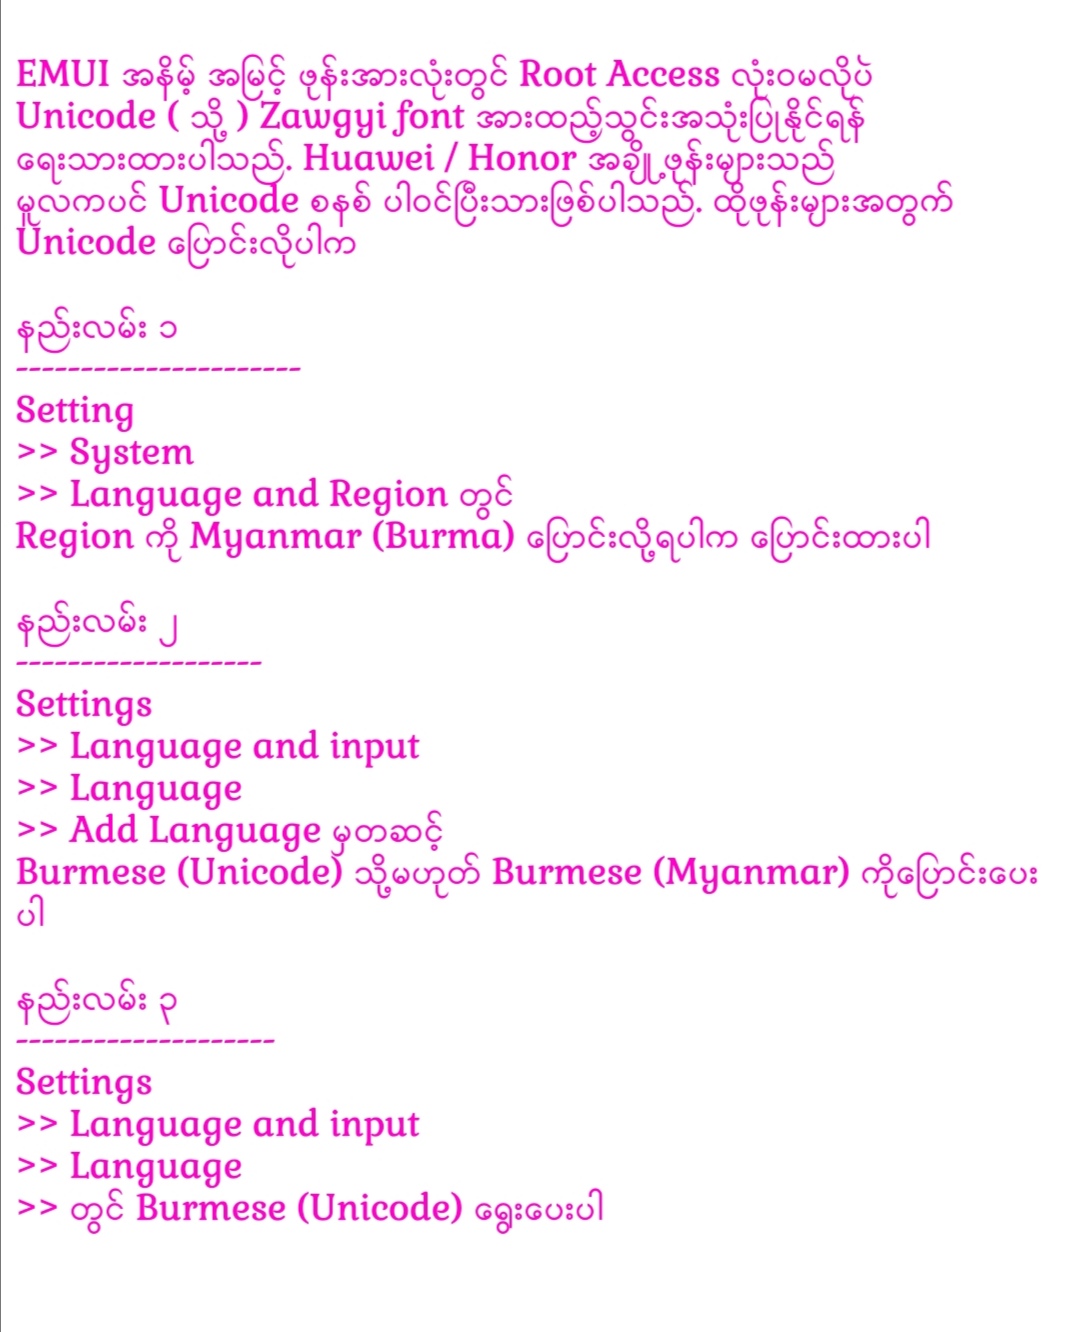 EMUI အနိမ့် အမြင့် ဖုန်းအားလုံးတွင် Root Access လုံးဝမလိုပဲ
Unicode ( သို့ ) Zawgyi font အားထည့်သွင်းအသုံးပြုနိုင်ရန်
ရေးသားထားပါသည်. Huawei / Honor အချို့ဖုန်းများသည်
မူလကပင် Unicode စနစ် ပါဝင်ပြီးသားဖြစ်ပါသည်. ထိုဖုန်းများအတွက်
Unicode ပြောင်းလိုပါက
နည်းလမ်း ၁
----------------------
Setting
>> System
>> Language and Region တွင်
Region ကို Myanmar (Burma) ပြောင်းလို့ရပါက ပြောင်းထားပါ
နည်းလမ်း ၂
-------------------
Settings
>> Language and input
>> Language
>> Add Language မှတဆင့်
Burmese (Unicode) သို့မဟုတ် Burmese (Myanmar) ကိုပြောင်းပေး
ပါ
နည်းလမ်း ၃
--------------------
Settings
>> Language and input
>> Language
>> တွင် Burmese (Unicode) ရွေးပေးပါ